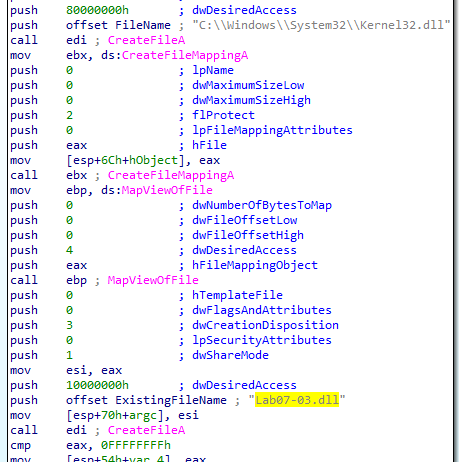 push 80000000h ; dwDesiredAccess
push offset FileName ; "C:\\Windows\\System32\\Kernel32.dll"
call edi ; CreateFileA
mov ebx, ds:CreateFileMappingA
push 0 ; lpName
push 0 ; dwMaximumSizeLow
push 0 ; dwMaximumSizeHigh
push 2 ; flProtect
push 0 ; lpFileMappingAttributes
push eax ; hFile
mov [esp+6Ch+hObject], eax
call ebx ; CreateFileMappingA
mov ebp, ds:MapViewOfFile
push 0 ; dwNumberOfBytesToMap
push 0 ; dwFileOffsetLow
push 0 ; dwFileOffsetHigh
push 4 ; dwDesiredAccess
push eax ; hFileMappingObject
call ebp ; MapViewOfFile
push 0 ; hTemplateFile
push 0 ; dwFlagsAndAttributes
push 3 ; dwCreationDisposition
push 0 ; lpSecurityAttributes
push 1 ; dwShareMode
mov esi, eax
push 10000000h ; dwDesiredAccess
push offset ExistingFileName ; "Lab07-03.dll"
mov [esp+70h+argc], esi
call edi ; CreateFileA
cmp eax, 0FFFFFFFFh
mov [esp+54h+var_4], eax